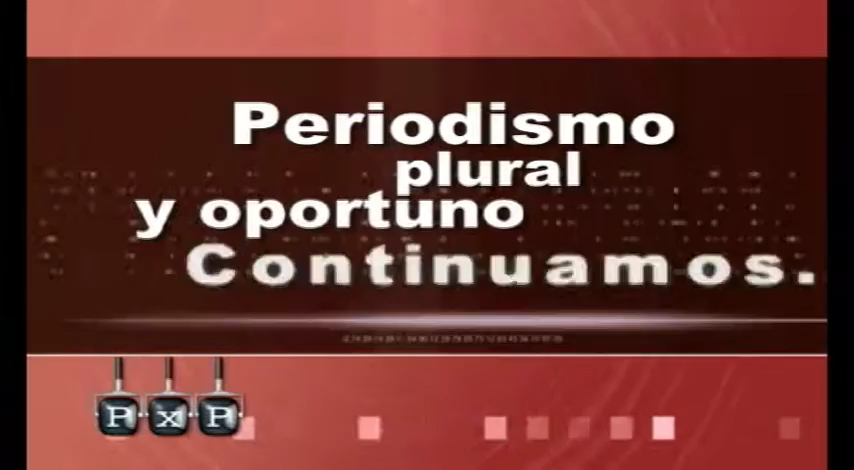 Periodismo
plural
y oportuno
Continuamos.
PxP